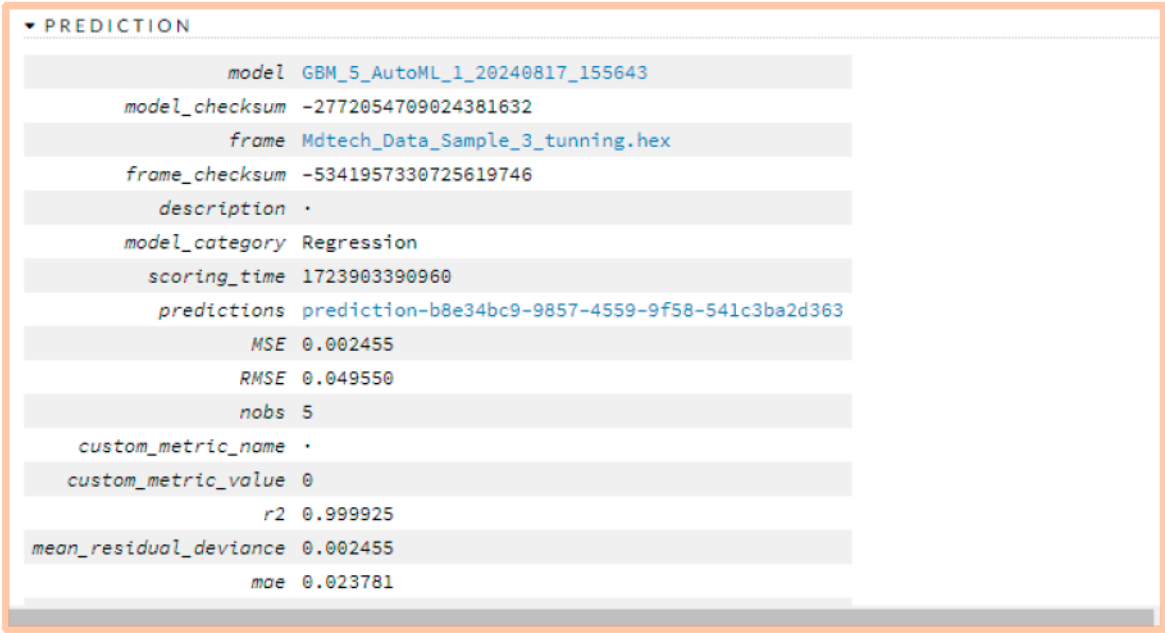 PREDICTION
model GBM_5_AutoML_1_20240817_155643
model_checksum -2772054709024381632
frame Mdtech_Data_Sample_3_tunning.hex
frame_checksum -5341957330725619746
description ·
model_category Regression
scoring_time 1723903390960
predictions prediction-b8e34bc9-9857-4559-9f58-541c3ba2d363
MSE 0.002455
RMSE 0.049550
nobs 5
custom_metric_name ·
custom_metric_value 0
r2 0.999925
mean_residual_deviance 0.002455
mae 0.023781